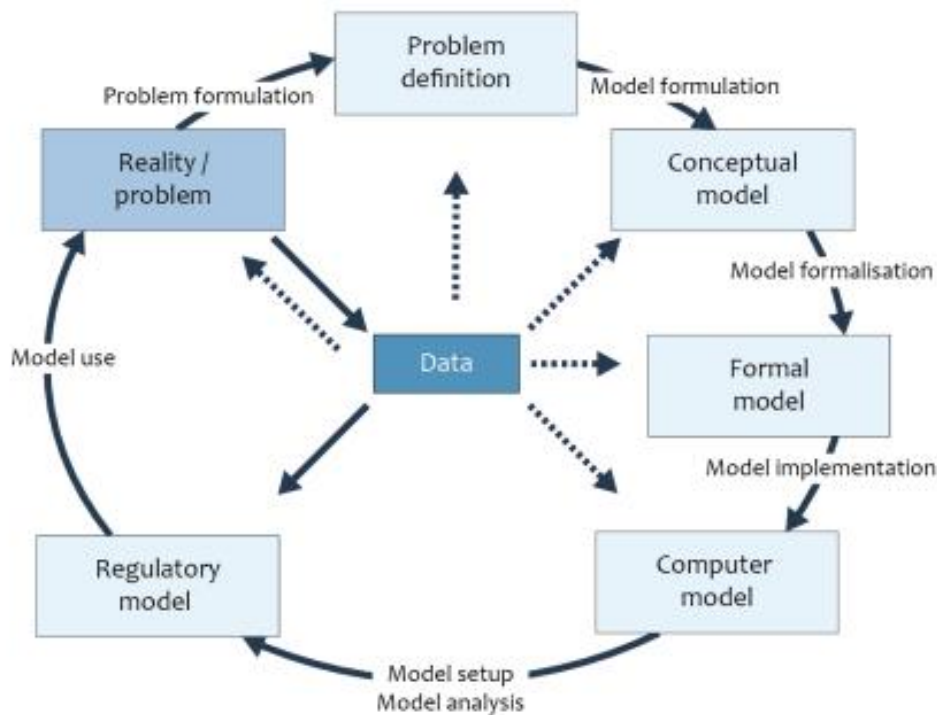 Problem
definition
Problem formulation
Model formulation
Reality /
problem
Conceptual
model
Model formalisation
Model use
Data
Formal
model
Model implementation
Regulatory
model
Computer
model
Model setup
Model analysis